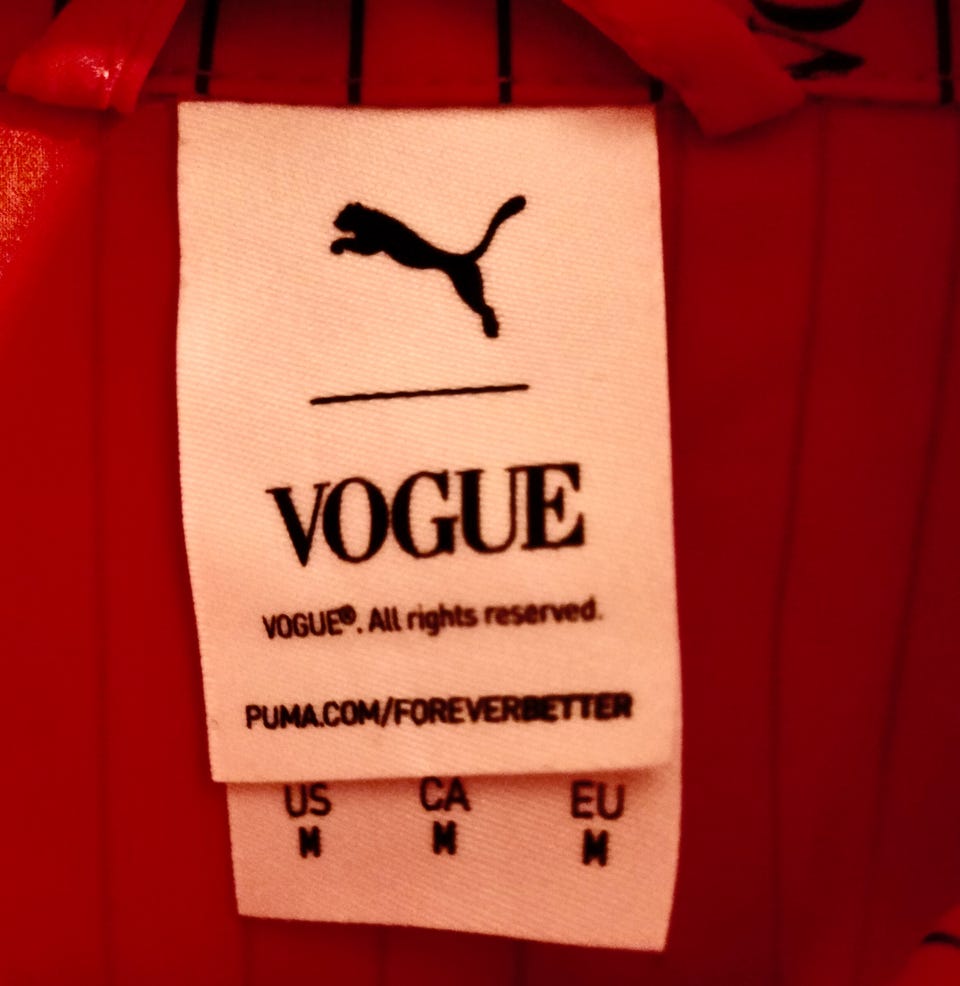 VOGUE
VOGUE®. All rights reserved.
PUMA.COM/FOREVERBETTER
US CA EU
M M M